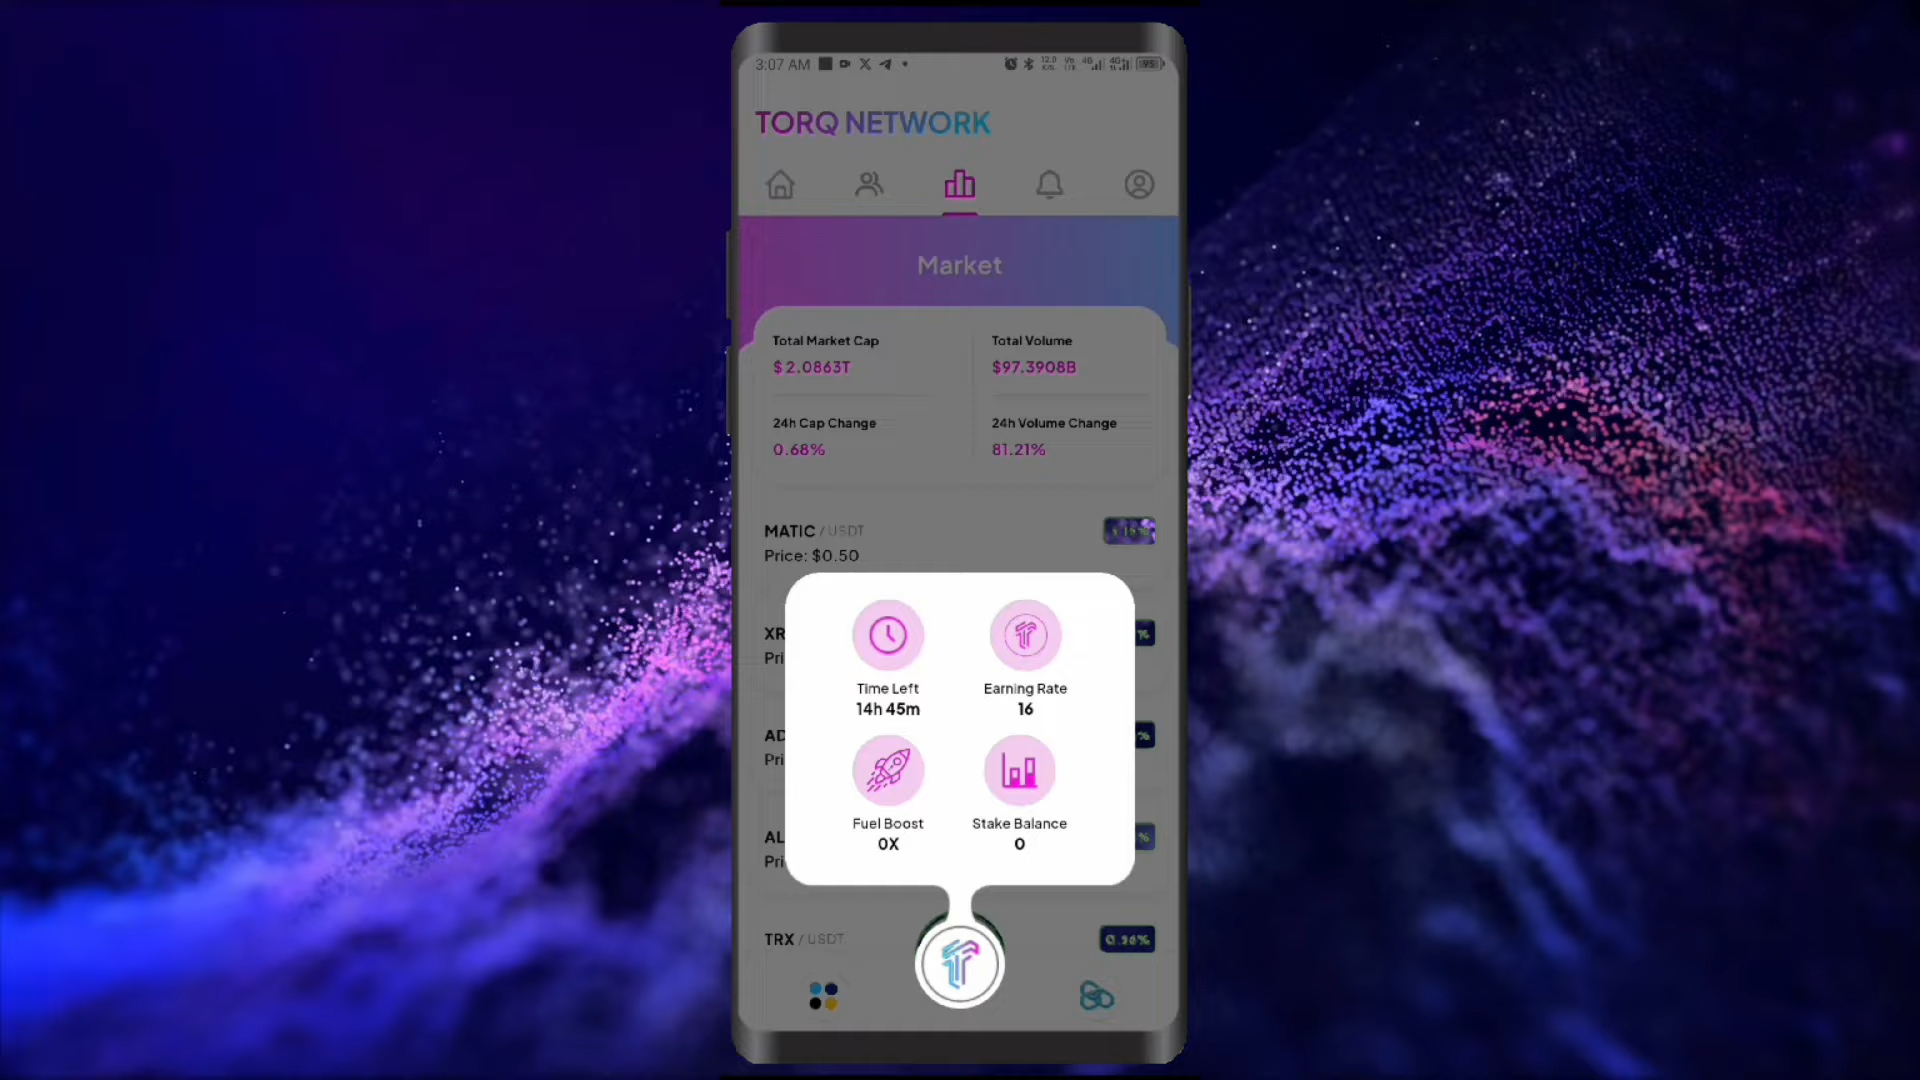 3:07 AM
95
TORQ NETWORK
Market
Total Market Cap
Total Volume
$2.0863T
$97.3908B
24h Cap Change
24h Volume Change
0.68%
81.21%
MATIC / USDT
Price: $0.50
XR
Pri
Time Left
Earning Rate
14h 45m
16
AD
%
Pri
Fuel Boost
Stake Balance
0X
0
AL
%
Pri
TRX / USDT